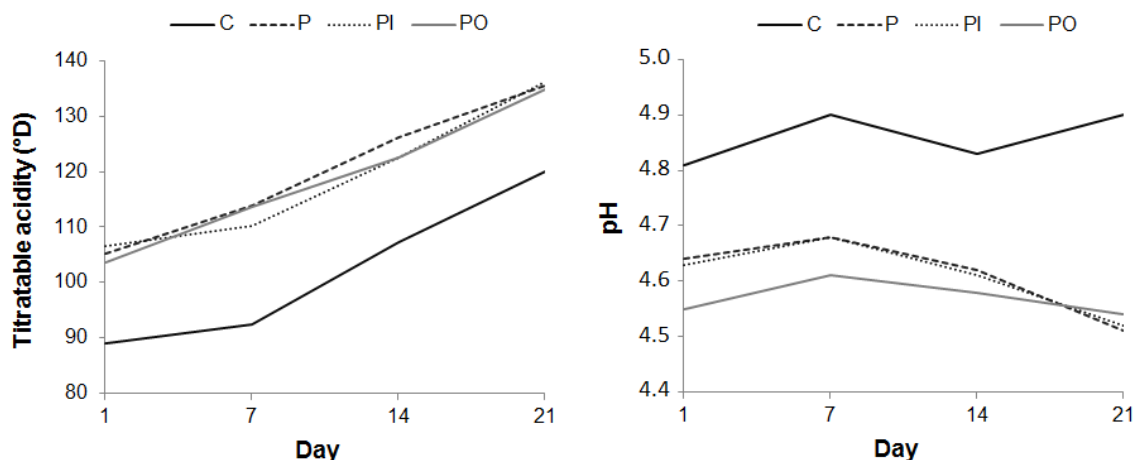 C P PI PO
Titratable acidity (°D)
140
130
120
110
100
90
80
1 7 14 21
Day
C P PI PO
pH
5.0
4.9
4.8
4.7
4.6
4.5
4.4
1 7 14 21
Day